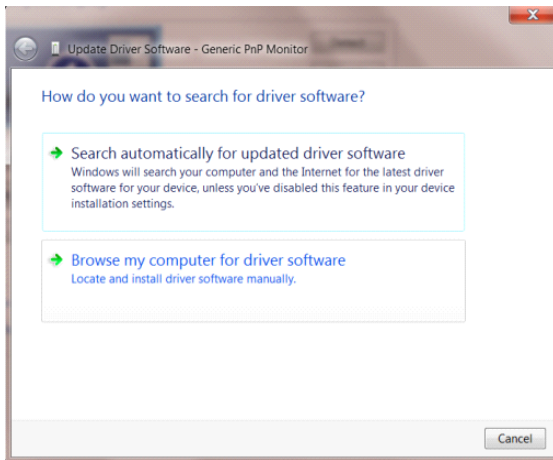 Update Driver Software - Generic PnP Monitor
How do you want to search for driver software?
Search automatically for updated driver software
Windows will search your computer and the Internet for the latest driver
software for your device, unless you've disabled this feature in your device
installation settings.
Browse my computer for driver software
Locate and install driver software manually.
Cancel